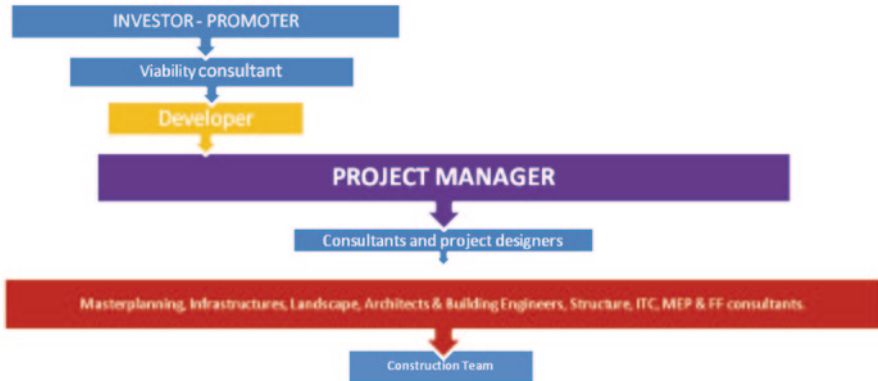 INVESTOR - PROMOTER
Viability consultant
Developer
PROJECT MANAGER
Consultants and project designers
Masterplanning, Infrastructures, Landscape, Architects & Building Engineers, Structure, ITC, MEP & FF consultants.
Construction Team